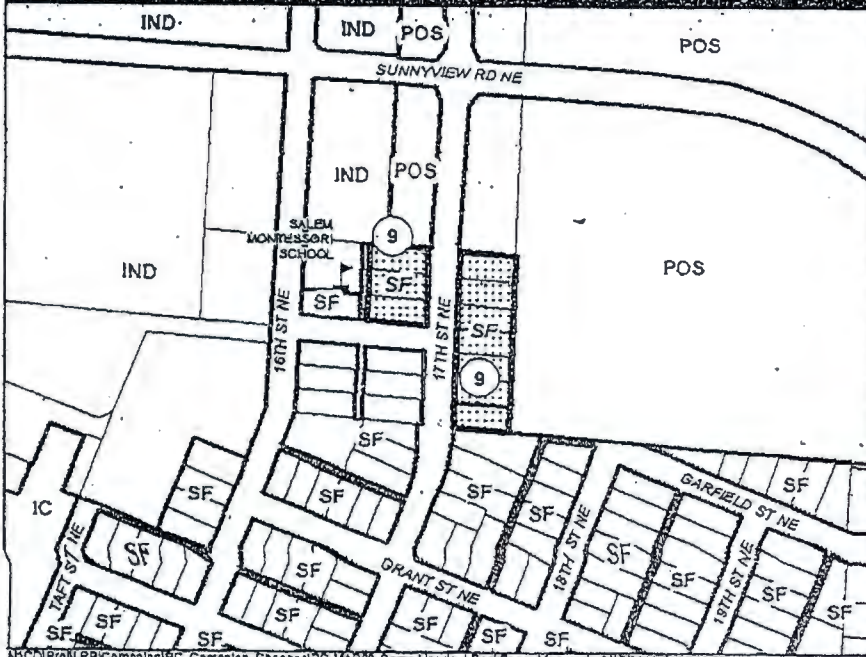 IND
IND
POS
POS
SUNNYVIEW RD NE
IND
POS
SALEM
MONTESSORI
SCHOOL
9
IND
POS
SF
SF
SF
16TH ST NE
17TH ST NE
9
SF
SF
SF
SF
SF
SF
GARFIELD ST NE
1C
SF
18TH ST NE
SF
SF
19TH ST NE
TAFT ST NE
SF
GRANT ST NE
SF
SF
SF
SF
SF
SF
SF
SF
SF